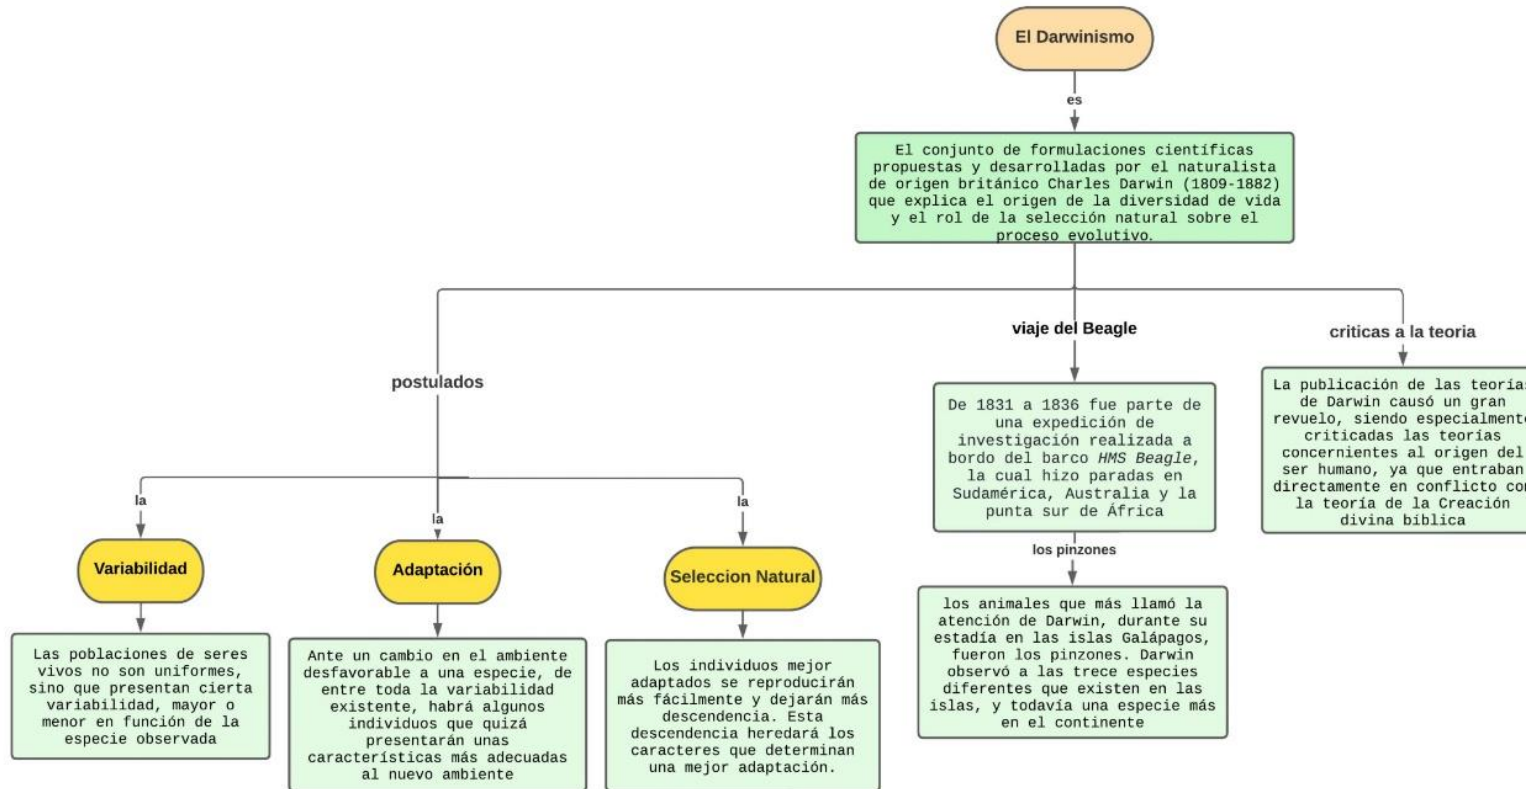 El Darwinismo
es
El conjunto de formulaciones científicas
propuestas y desarrolladas por el naturalista
de origen británico Charles Darwin (1809-1882)
que explica el origen de la diversidad de vida
y el rol de la selección natural sobre el
proceso evolutivo.
postulados
la
Variabilidad
Las poblaciones de seres
vivos no son uniformes,
sino que presentan cierta
variabilidad, mayor o
menor en función de la
especie observada
la
Adaptación
Ante un cambio en el ambiente
desfavorable a una especie, de
entre toda la variabilidad
existente, habrá algunos
individuos que quizá
presentarán unas
características más adecuadas
al nuevo ambiente
la
Seleccion Natural
Los individuos mejor
adaptados se reproducirán
más fácilmente y dejarán más
descendencia. Esta
descendencia heredará los
caracteres que determinan
una mejor adaptación.
viaje del Beagle
De 1831 a 1836 fue parte de
una expedición de
investigación realizada a
bordo del barco HMS Beagle,
la cual hizo paradas en
Sudamérica, Australia y la
punta sur de África
los pinzones
los animales que más llamó la
atención de Darwin, durante su
estadía en las islas Galápagos,
fueron los pinzones. Darwin
observó a las trece especies
diferentes que existen en las
islas, y todavía una especie más
en el continente
criticas a la teoria
La publicación de las teorías
de Darwin causó un gran
revuelo, siendo especialmente
criticadas las teorías
concernientes al origen del
ser humano, ya que entraban
directamente en conflicto con
la teoría de la Creación
divina bíblica